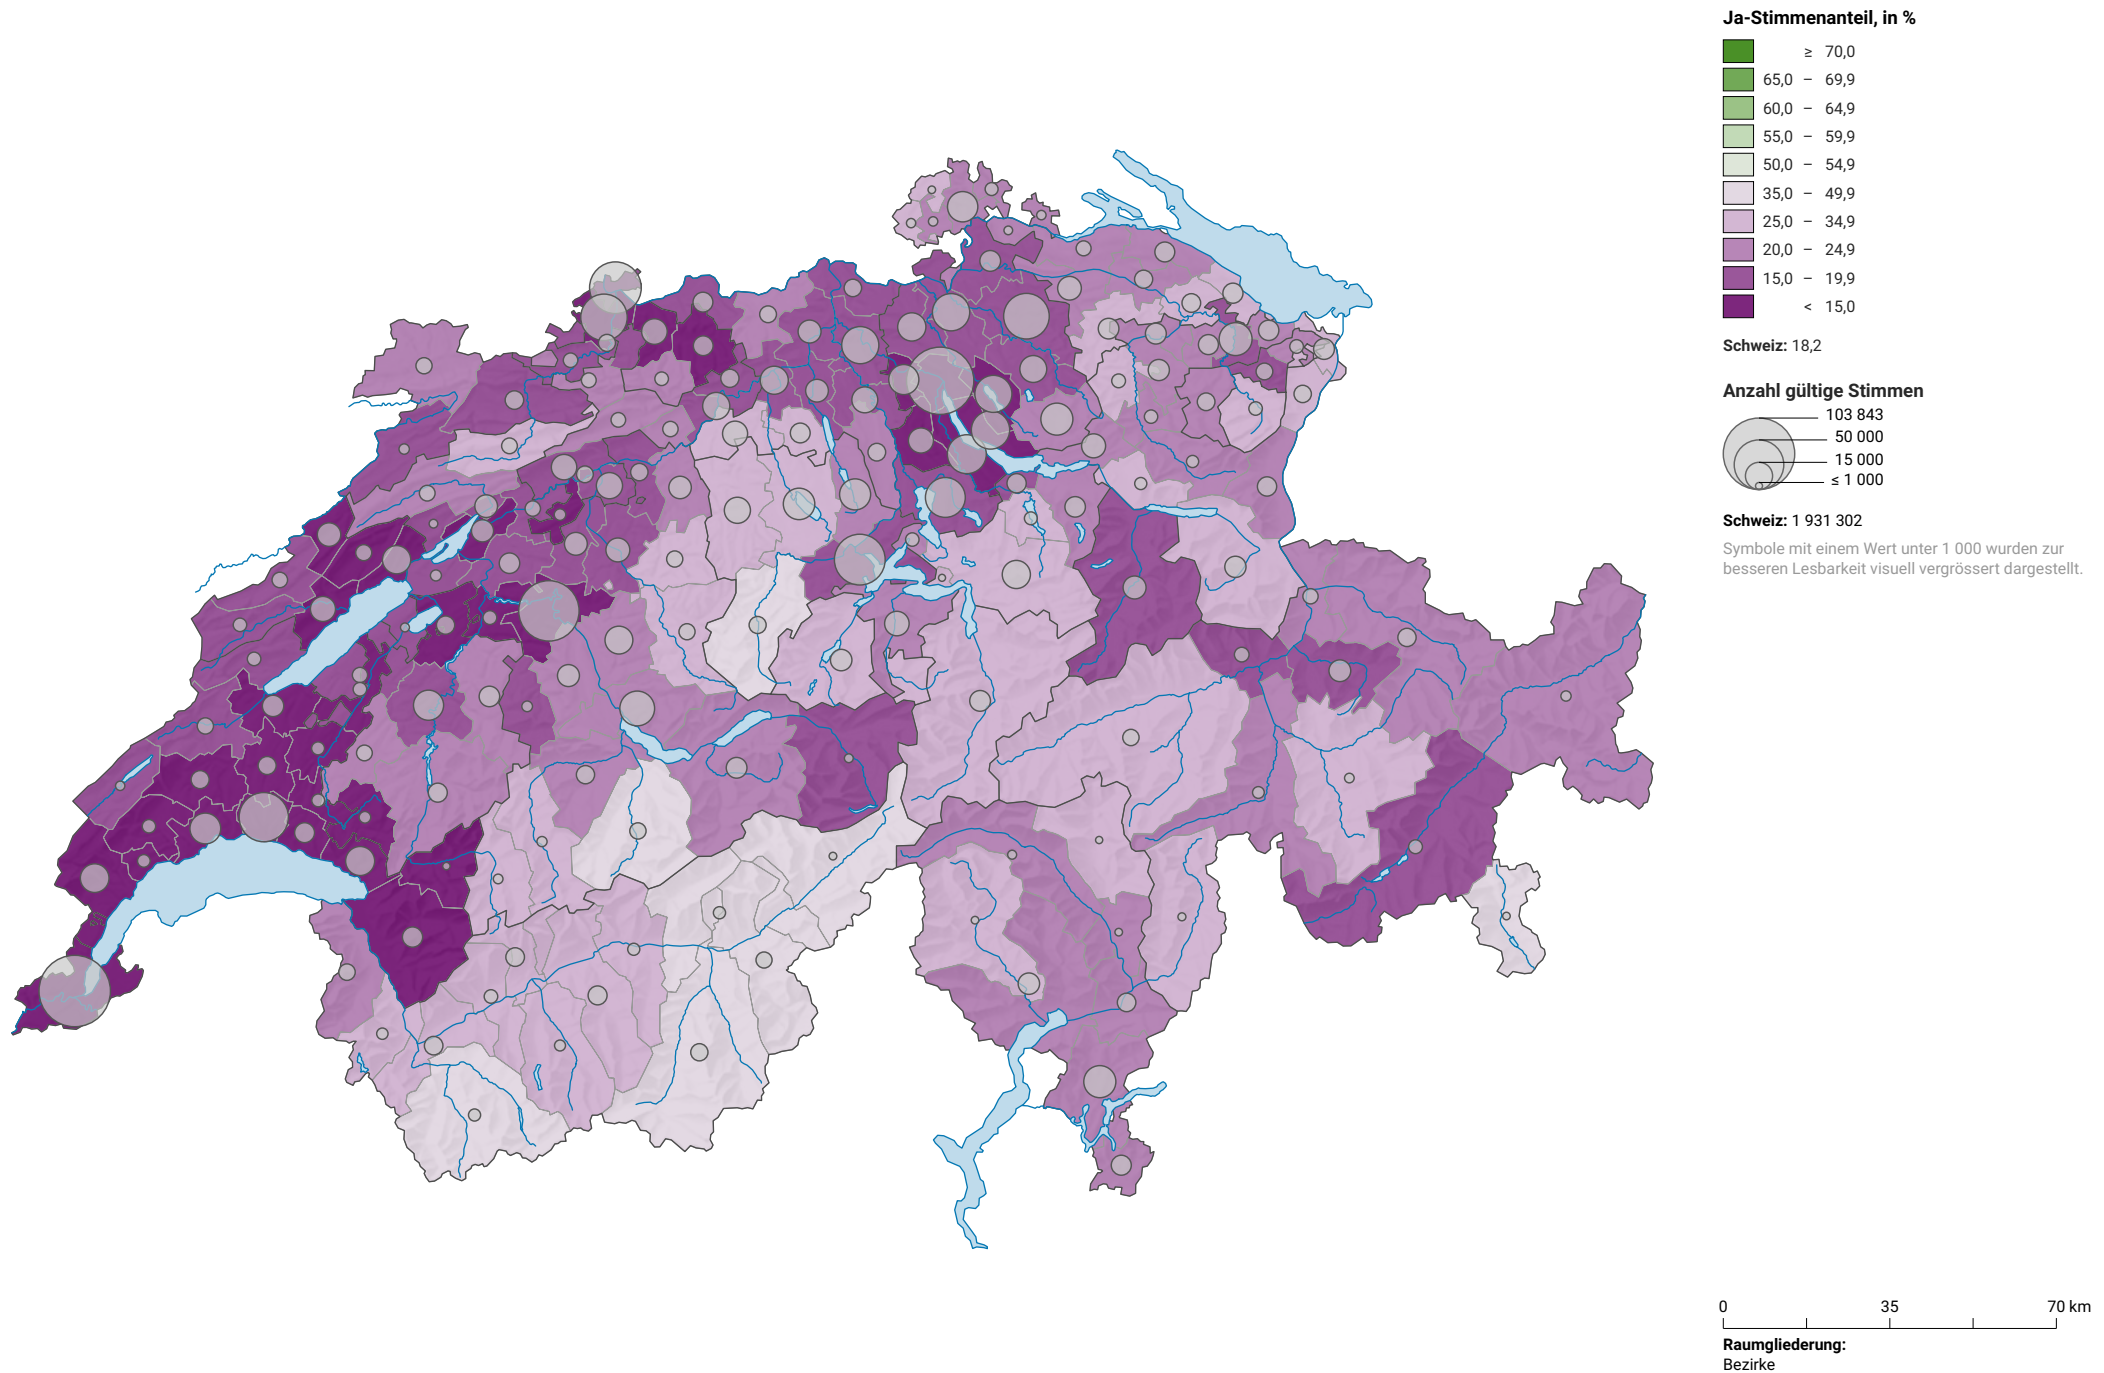 Ja-Stimmenanteil, in %
≥ 70,0
65,0 – 69,9
60,0 – 64,9
55,0 – 59,9
50,0 – 54,9
35,0 – 49,9
25,0 – 34,9
20,0 – 24,9
15,0 – 19,9
< 15,0
Schweiz: 18,2
Anzahl gültige Stimmen
103 843
50 000
15 000
≤ 1 000
Schweiz: 1 931 302
Symbole mit einem Wert unter 1 000 wurden zur
besseren Lesbarkeit visuell vergrössert dargestellt.
0 35 70 km
Raumgliederung:
Bezirke